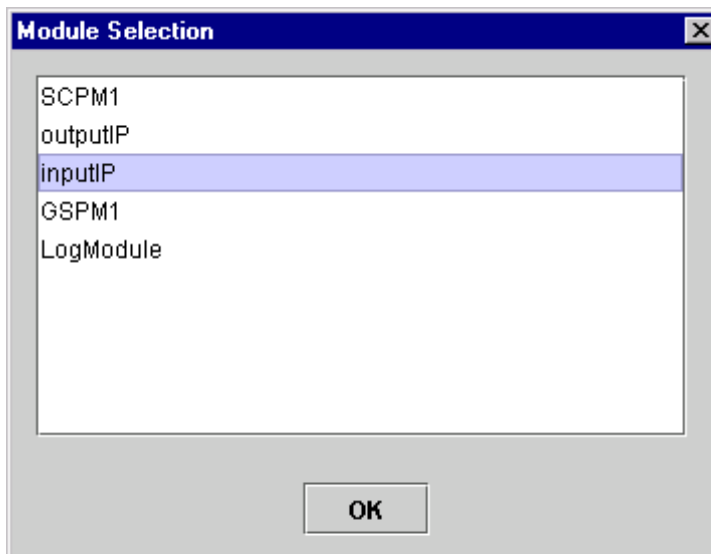 Module Selection
SCPM1
outputIP
inputIP
GSPM1
LogModule
OK